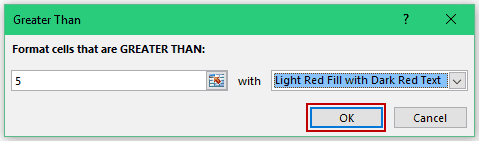 Greater Than
?
Format cells that are GREATER THAN:
5 with Light Red Fill with Dark Red Text
OK Cancel